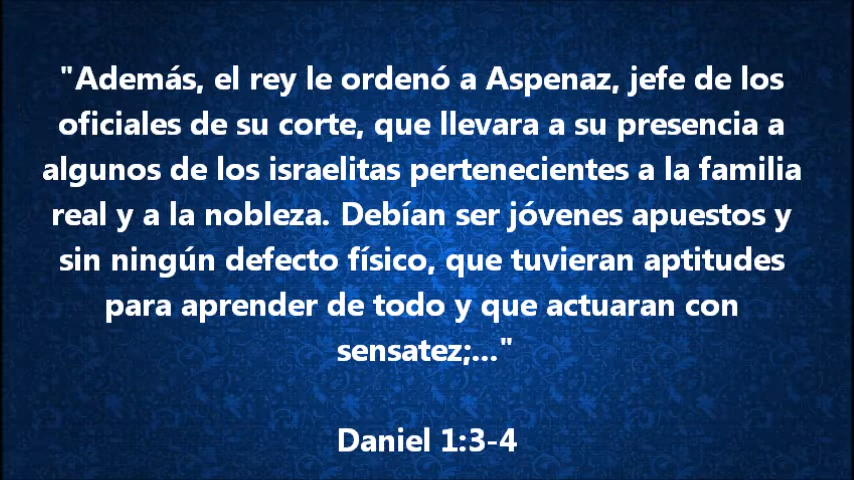 "Además, el rey le ordenó a Aspenaz, jefe de los
oficiales de su corte, que llevara a su presencia a
algunos de los israelitas pertenecientes a la familia
real y a la nobleza. Debían ser jóvenes apuestos y
sin ningún defecto físico, que tuvieran aptitudes
para aprender de todo y que actuaran con
sensatez;..."
Daniel 1:3-4